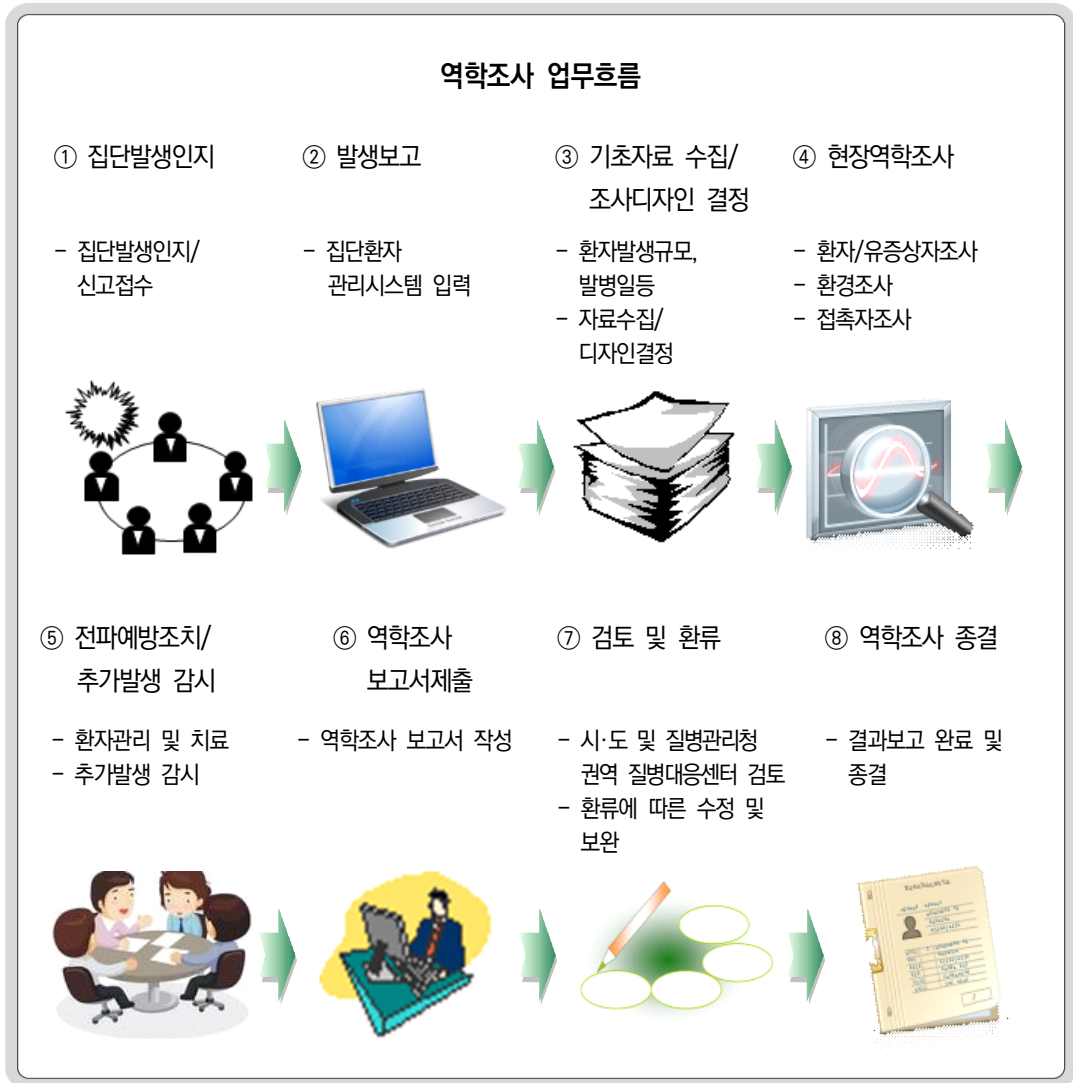 역학조사 업무흐름
① 집단발생인지
- 집단발생인지/
신고접수
② 발생보고
- 집단환자
관리시스템 입력
③ 기초자료 수집/
조사디자인 결정
- 환자발생규모,
발병일등
- 자료수집/
디자인결정
④ 현장역학조사
- 환자/유증상자조사
- 환경조사
- 접촉자조사
⑤ 전파예방조치/
추가발생 감시
- 환자관리 및 치료
- 추가발생 감시
⑥ 역학조사
보고서제출
- 역학조사 보고서 작성
⑦ 검토 및 환류
- 시·도 및 질병관리청
권역 질병대응센터 검토
- 환류에 따른 수정 및
보완
⑧ 역학조사 종결
- 결과보고 완료 및
종결